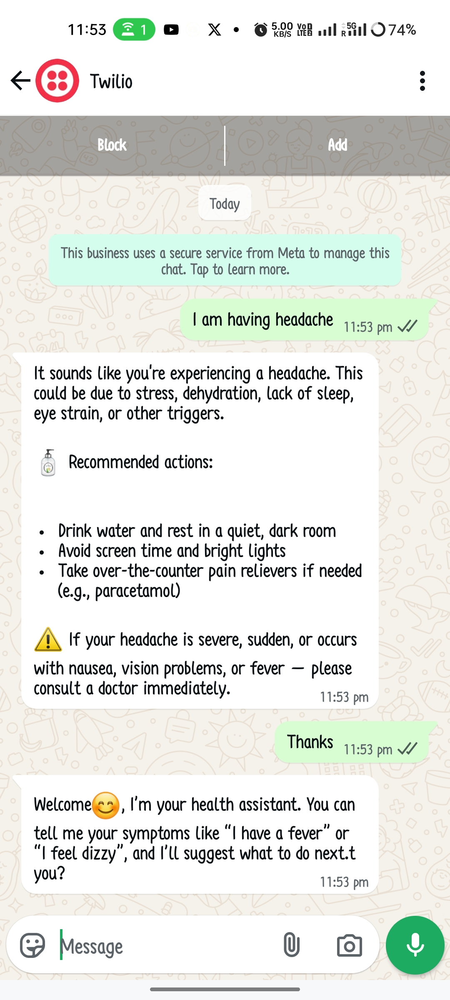 11:53 1 X 5.00 KB/S VoD LTE2 R 5G 74%
Twilio
Block Add
Today
This business uses a secure service from Meta to manage this
chat. Tap to learn more.
I am having headache 11:53 pm
It sounds like you're experiencing a headache. This
could be due to stress, dehydration, lack of sleep,
eye strain, or other triggers.
🧴 Recommended actions:
• Drink water and rest in a quiet, dark room
• Avoid screen time and bright lights
• Take over-the-counter pain relievers if needed
(e.g., paracetamol)
⚠️ If your headache is severe, sudden, or occurs
with nausea, vision problems, or fever — please
consult a doctor immediately.
11:53 pm
Thanks 11:53 pm
Welcome😊, I’m your health assistant. You can
tell me your symptoms like “I have a fever” or
“I feel dizzy”, and I’ll suggest what to do next.t
you?
11:53 pm
Message